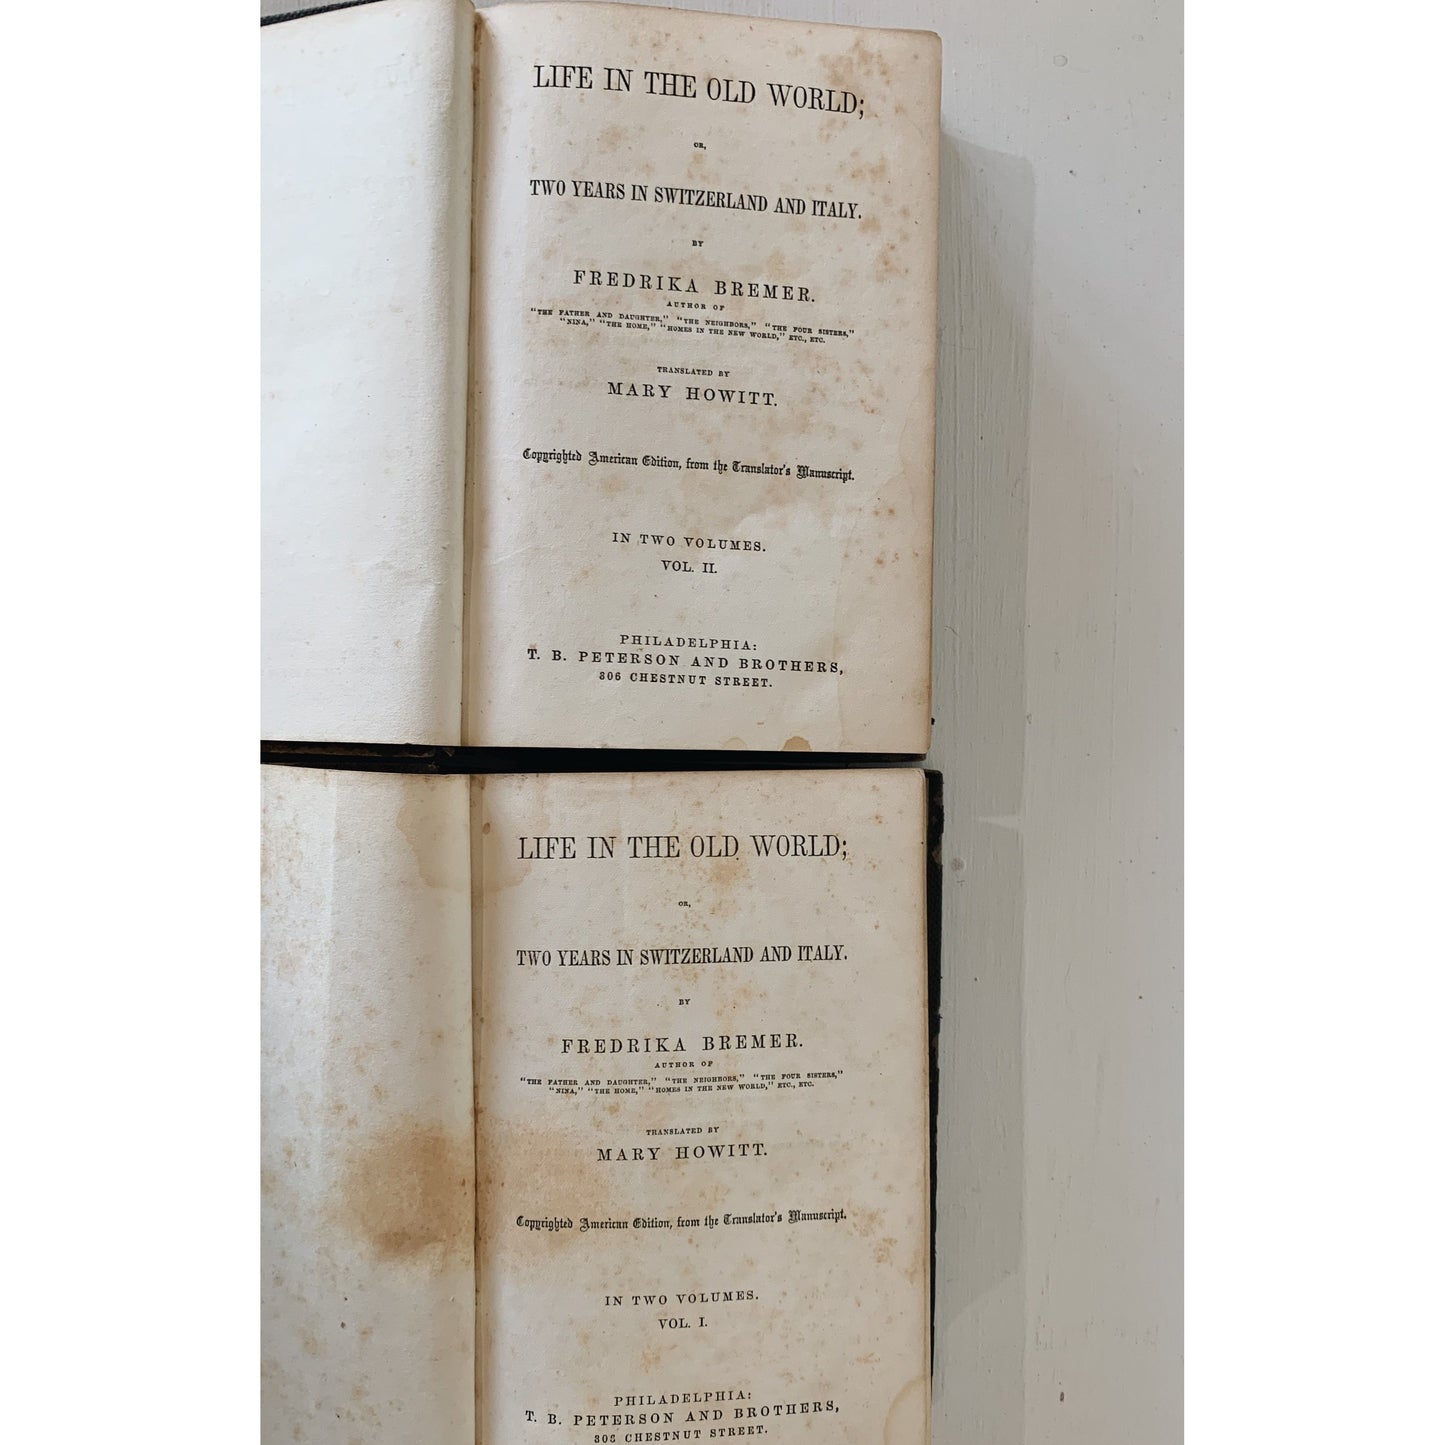 LIFE IN THE OLD WORLD;
OR,
TWO YEARS IN SWITZERLAND AND ITALY.
BY
FREDRIKA BREMER.
AUTHOR OF
"THE FATHER AND DAUGHTER," "THE NEIGHBORS," "THE FOUR SISTERS,"
"NINA," "THE HOME," "HOMES IN THE NEW WORLD," ETC., ETC.
TRANSLATED BY
MARY HOWITT.
Copyrighted American Edition, from the Translator's Manuscript.
IN TWO VOLUMES.
VOL. II.
PHILADELPHIA:
T. B. PETERSON AND BROTHERS,
306 CHESTNUT STREET.
LIFE IN THE OLD WORLD;
OR,
TWO YEARS IN SWITZERLAND AND ITALY.
BY
FREDRIKA BREMER.
AUTHOR OF
"THE FATHER AND DAUGHTER," "THE NEIGHBORS," "THE FOUR SISTERS,"
"NINA," "THE HOME," "HOMES IN THE NEW WORLD," ETC., ETC.
TRANSLATED BY
MARY HOWITT.
Copyrighted American Edition, from the Translator's Manuscript.
IN TWO VOLUMES.
VOL. I.
PHILADELPHIA:
T. B. PETERSON AND BROTHERS,
306 CHESTNUT STREET.